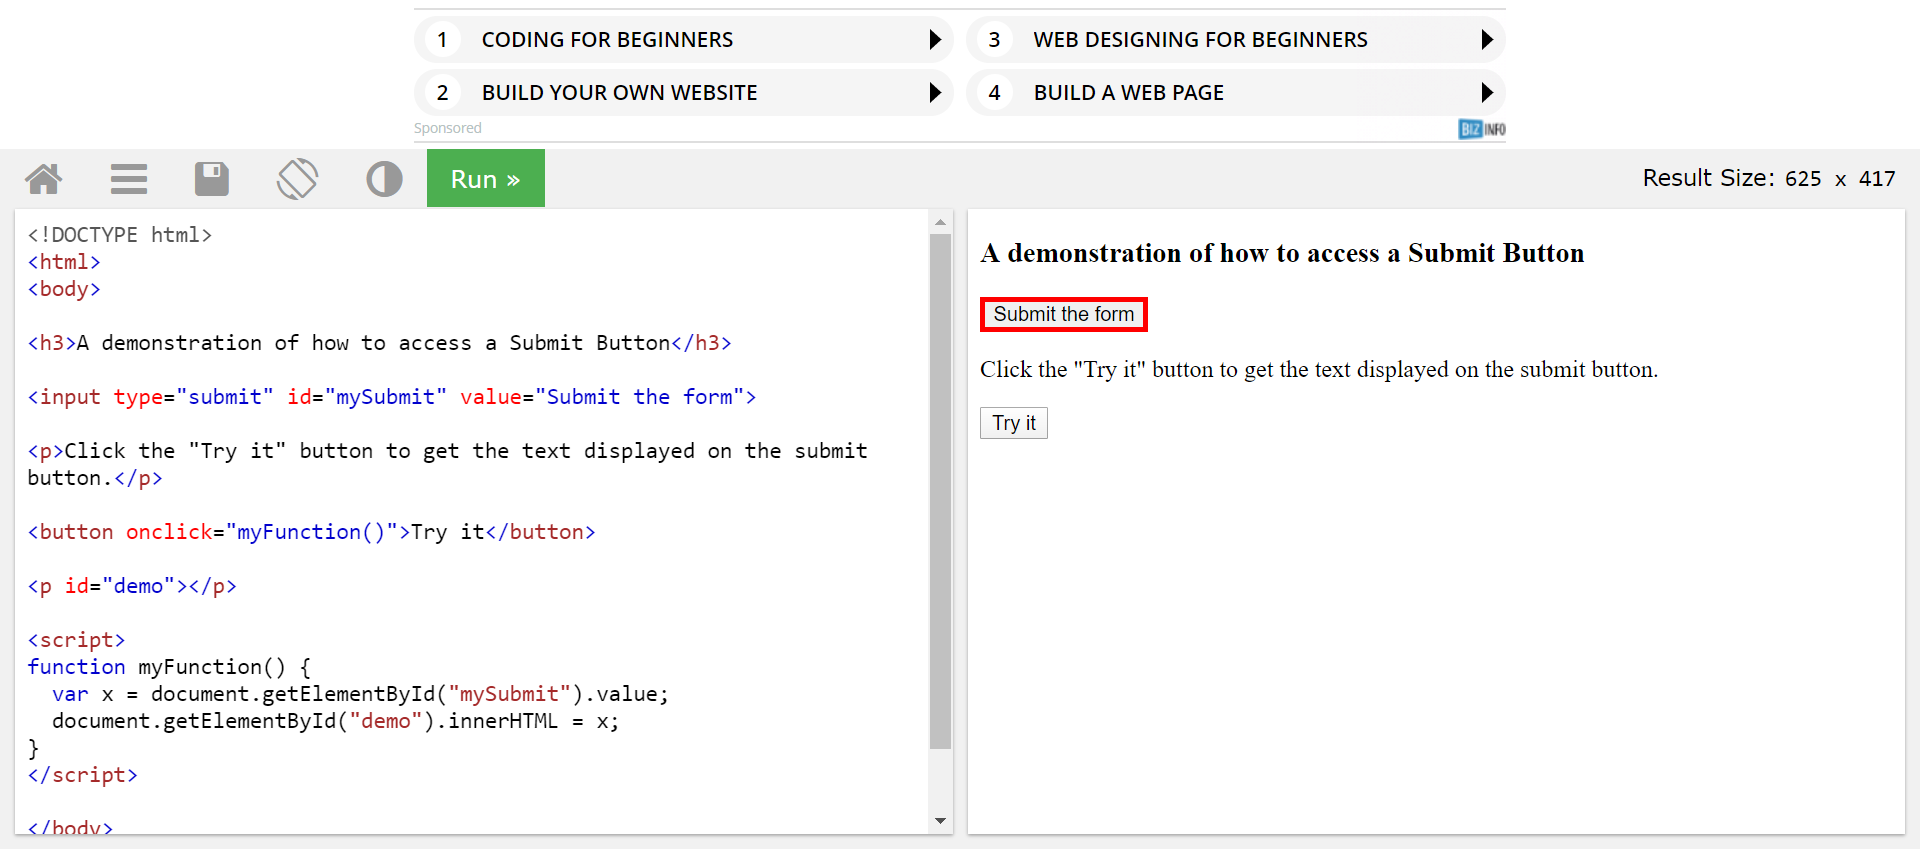 1 CODING FOR BEGINNERS
3 WEB DESIGNING FOR BEGINNERS
2 BUILD YOUR OWN WEBSITE
4 BUILD A WEB PAGE
Sponsored
BIZ INFO
Run »
Result Size: 625 x 417
<!DOCTYPE html>
<html>
<body>
<h3>A demonstration of how to access a Submit Button</h3>
<input type="submit" id="mySubmit" value="Submit the form">
<p>Click the "Try it" button to get the text displayed on the submit
button.</p>
<button onclick="myFunction()">Try it</button>
<p id="demo"></p>
<script>
function myFunction() {
  var x = document.getElementById("mySubmit").value;
  document.getElementById("demo").innerHTML = x;
}
</script>
</body>
A demonstration of how to access a Submit Button
Submit the form
Click the "Try it" button to get the text displayed on the submit button.
Try it